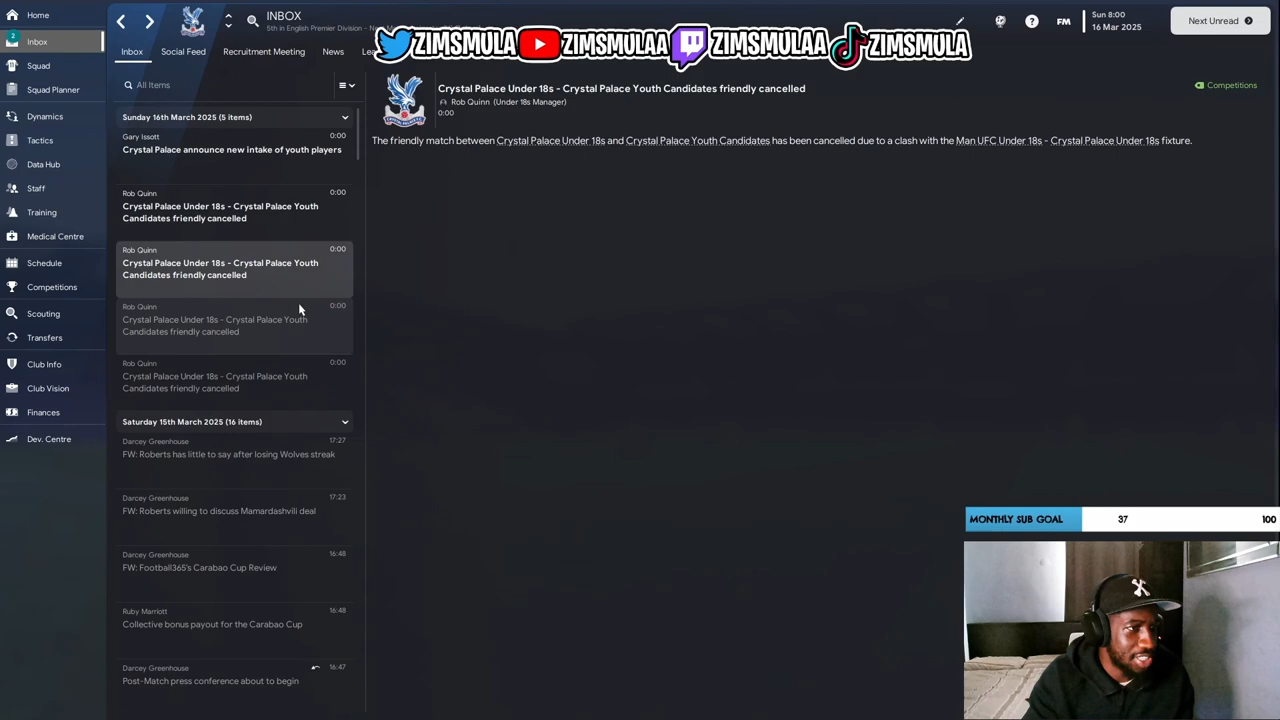 Home
INBOX
5th in English Premier Division
Sun 8:00
16 Mar 2025
FM
Next Unread
2
Inbox
Inbox
Social Feed
Recruitment Meeting
News
ZIMSMULA
ZIMSMULAA
ZIMSMULAA
ZIMSMULA
Squad
Squad Planner
Dynamics
Tactics
Data Hub
Staff
Training
Medical Centre
Schedule
Competitions
Scouting
Transfers
Club Info
Club Vision
Finances
Dev. Centre
All Items
Sunday 16th March 2025 (5 items)
Gary Issott 0:00
Crystal Palace announce new intake of youth players
Rob Quinn 0:00
Crystal Palace Under 18s - Crystal Palace Youth
Candidates friendly cancelled
Rob Quinn 0:00
Crystal Palace Under 18s - Crystal Palace Youth
Candidates friendly cancelled
Rob Quinn 0:00
Crystal Palace Under 18s - Crystal Palace Youth
Candidates friendly cancelled
Rob Quinn 0:00
Crystal Palace Under 18s - Crystal Palace Youth
Candidates friendly cancelled
Saturday 15th March 2025 (16 items)
Darcey Greenhouse 17:27
FW: Roberts has little to say after losing Wolves streak
Darcey Greenhouse 17:23
FW: Roberts willing to discuss Mamardashvili deal
Darcey Greenhouse 16:48
FW: Football365's Carabao Cup Review
Ruby Marriott 16:48
Collective bonus payout for the Carabao Cup
Darcey Greenhouse 16:47
Post-Match press conference about to begin
Crystal Palace Under 18s - Crystal Palace Youth Candidates friendly cancelled
Rob Quinn (Under 18s Manager)
0:00
Competitions
The friendly match between Crystal Palace Under 18s and Crystal Palace Youth Candidates has been cancelled due to a clash with the Man UFC Under 18s - Crystal Palace Under 18s fixture.
MONTHLY SUB GOAL 37 100